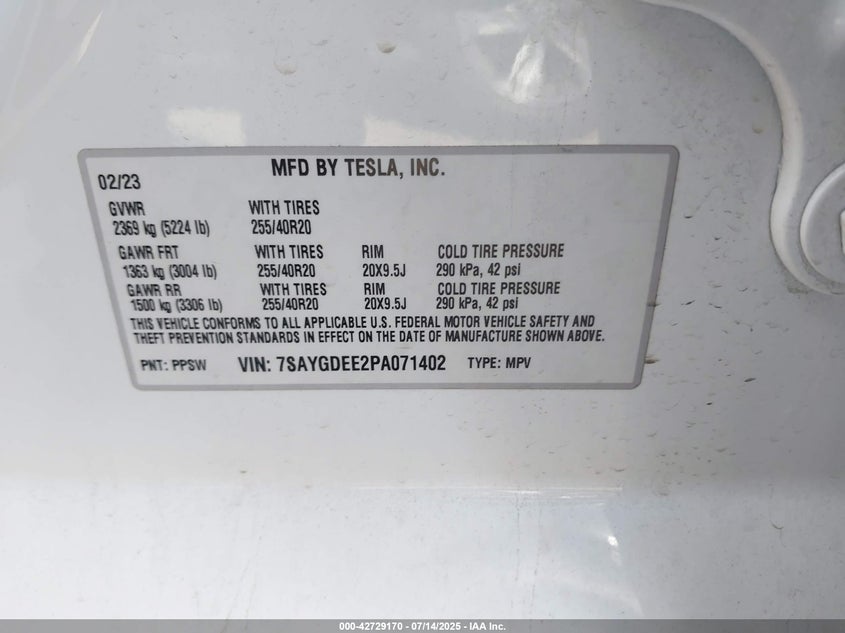 MFD BY TESLA, INC.
02/23
GVWR WITH TIRES
2369 kg (5224 lb) 255/40R20
GAWR FRT WITH TIRES RIM COLD TIRE PRESSURE
1363 kg (3004 lb) 255/40R20 20X9.5J 290 kPa, 42 psi
GAWR RR WITH TIRES RIM COLD TIRE PRESSURE
1500 kg (3306 lb) 255/40R20 20X9.5J 290 kPa, 42 psi
THIS VEHICLE CONFORMS TO ALL APPLICABLE U.S. FEDERAL MOTOR VEHICLE SAFETY AND
THEFT PREVENTION STANDARDS IN EFFECT ON THE DATE OF MANUFACTURE SHOWN ABOVE.
PNT: PPSW VIN: 7SAYGDEE2PA071402 TYPE: MPV
000-42729170 - 07/14/2025 - IAA Inc.